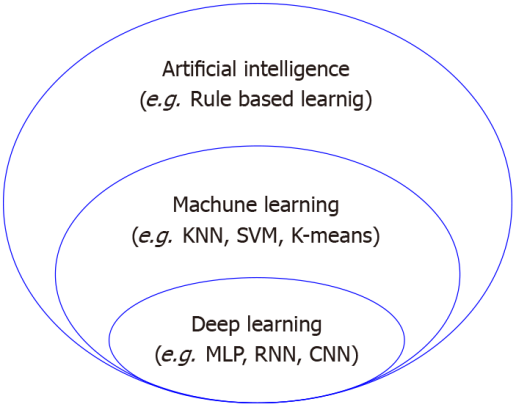 Artificial intelligence
(e.g. Rule based learnig)
Machune learning
(e.g. KNN, SVM, K-means)
Deep learning
(e.g. MLP, RNN, CNN)